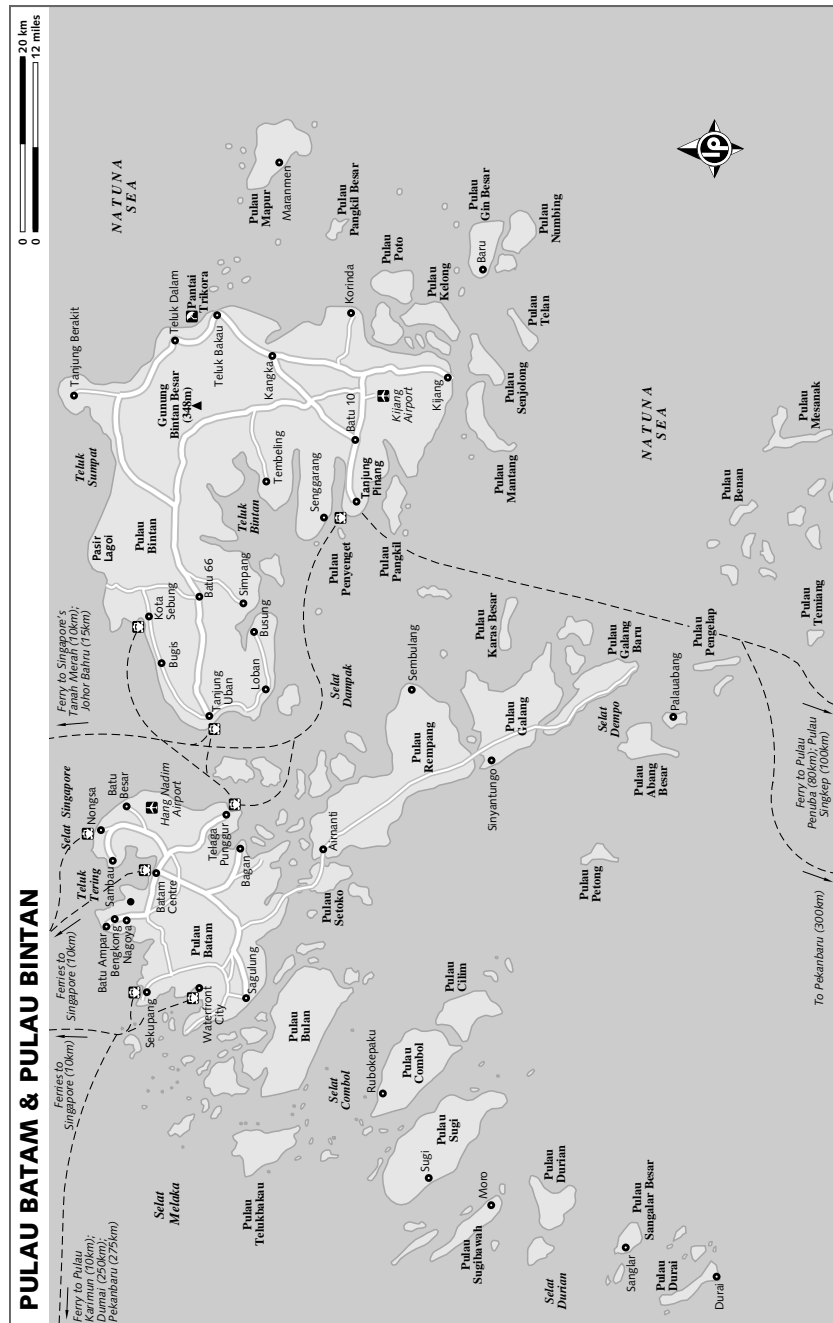 PULAU BATAM & PULAU BINTAN
0
20 km
0
12 miles
Ferry to Pulau
Karimun (10km);
Dumai (250km);
Pekanbaru (275km)
Ferries to
Singapore (10km)
Ferries to
Singapore (10km)
Ferry to Singapore's
Tanah Merah (10km);
Johor Bahru (15km)
Selat Singapore
Nongsa
Batu
Besar
Sambau
Teluk
Tering
Hang Nadim
Airport
Batu Ampar
Bengkong
Nagoya
Batam
Centre
Telaga
Punggur
Sekupang
Pulau
Batam
Bagan
Waterfront
City
Sagulung
Pulau
Setoko
Airnanti
Pulau
Bulan
Selat
Melaka
Pulau
Telukbakau
Selat
Combol
Rubokepaku
Pulau
Combol
Pulau
Cilim
Sugi
Pulau
Sugi
Moro
Pulau
Sugibawah
Pulau
Durian
Selat
Durian
Sanglar
Pulau
Sangalar Besar
Pulau
Durai
Durai
Pulau
Petong
To Pekanbaru (300km)
Ferry to Pulau
Penuba (80km); Pulau
Singkep (100km)
Tanjung Berakit
NATUNA
SEA
Teluk
Sumpat
Teluk Dalam
Pantai
Trikora
Gunung
Bintan Besar
(348m)
Teluk Bakau
Pasir
Lagoi
Pulau
Bintan
Kota
Sebung
Bugis
Batu 66
Simpang
Busung
Tanjung
Uban
Loban
Teluk
Bintan
Tembeling
Senggarang
Kangka
Batu 10
Tanjung
Pinang
Kijang
Airport
Kijang
Korinda
Pulau
Mapur
Maranmen
Pulau
Pangkil Besar
Pulau
Poto
Pulau
Kelong
Pulau
Gin Besar
Baru
Pulau
Numbing
Pulau
Telan
Pulau
Senjolong
Pulau
Mantang
Pulau
Penyenget
Pulau
Pangkil
Selat
Dampak
Sembulang
Pulau
Karas Besar
Pulau
Rempang
Pulau
Galang
Pulau
Galang
Baru
Sinyantungo
Selat
Dempo
Palauabang
Pulau
Abang
Besar
Pulau
Pengelap
Pulau
Temiang
Pulau
Benan
Pulau
Mesanak
NATUNA
SEA
lp